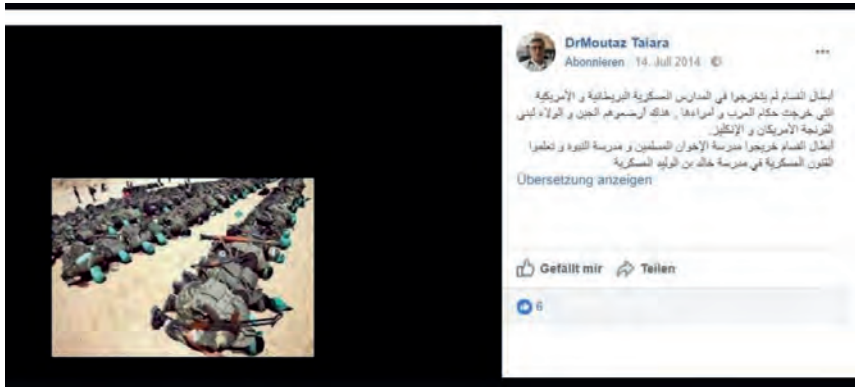 DrMoutaz Taiara
Abonnieren 14. Juli 2014
أبطال القسام لم يتخرجوا في المدارس العسكرية البريطانية و الأمريكية
التي خرجت حكام العرب و أمراءها , هناك أرضعوهم الجبن و الولاء لبني
الفرنجة الأمريكان و الإنكليز.
أبطال القسام خريجوا مدرسة الإخوان المسلمين و مدرسة النبوة و تعلموا
الفنون العسكرية في مدرسة خالد بن الوليد العسكرية
Übersetzung anzeigen
Gefällt mir Teilen
6